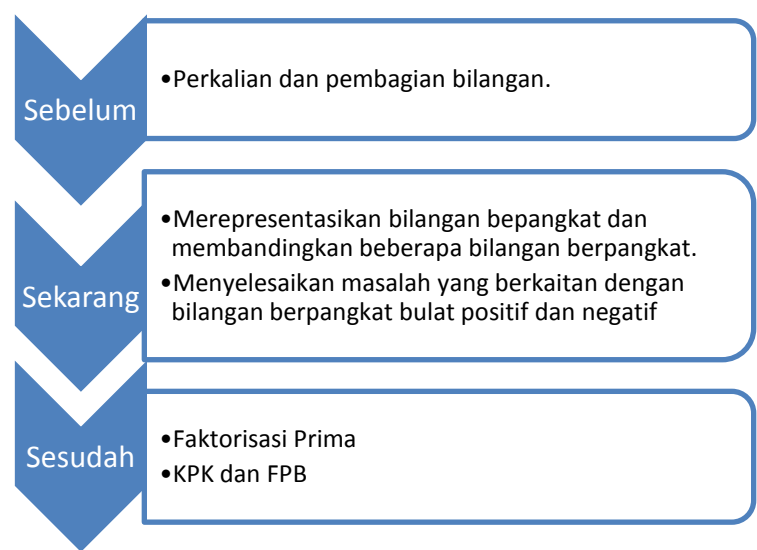 Sebelum
•Perkalian dan pembagian bilangan.
Sekarang
•Merepresentasikan bilangan bepangkat dan
membandingkan beberapa bilangan berpangkat.
•Menyelesaikan masalah yang berkaitan dengan
bilangan berpangkat bulat positif dan negatif
Sesudah
•Faktorisasi Prima
•KPK dan FPB